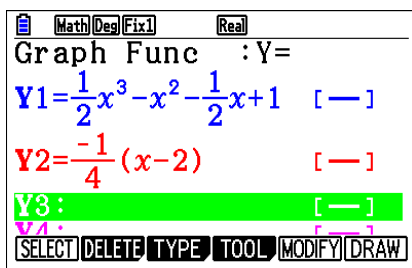 Math Deg Fix1 Real
Graph Func :Y=
Y1=1/2x³-x²-1/2x+1 [—]
Y2=-1/4(x-2) [—]
Y3: [—]
Y4:
SELECT DELETE TYPE TOOL MODIFY DRAW